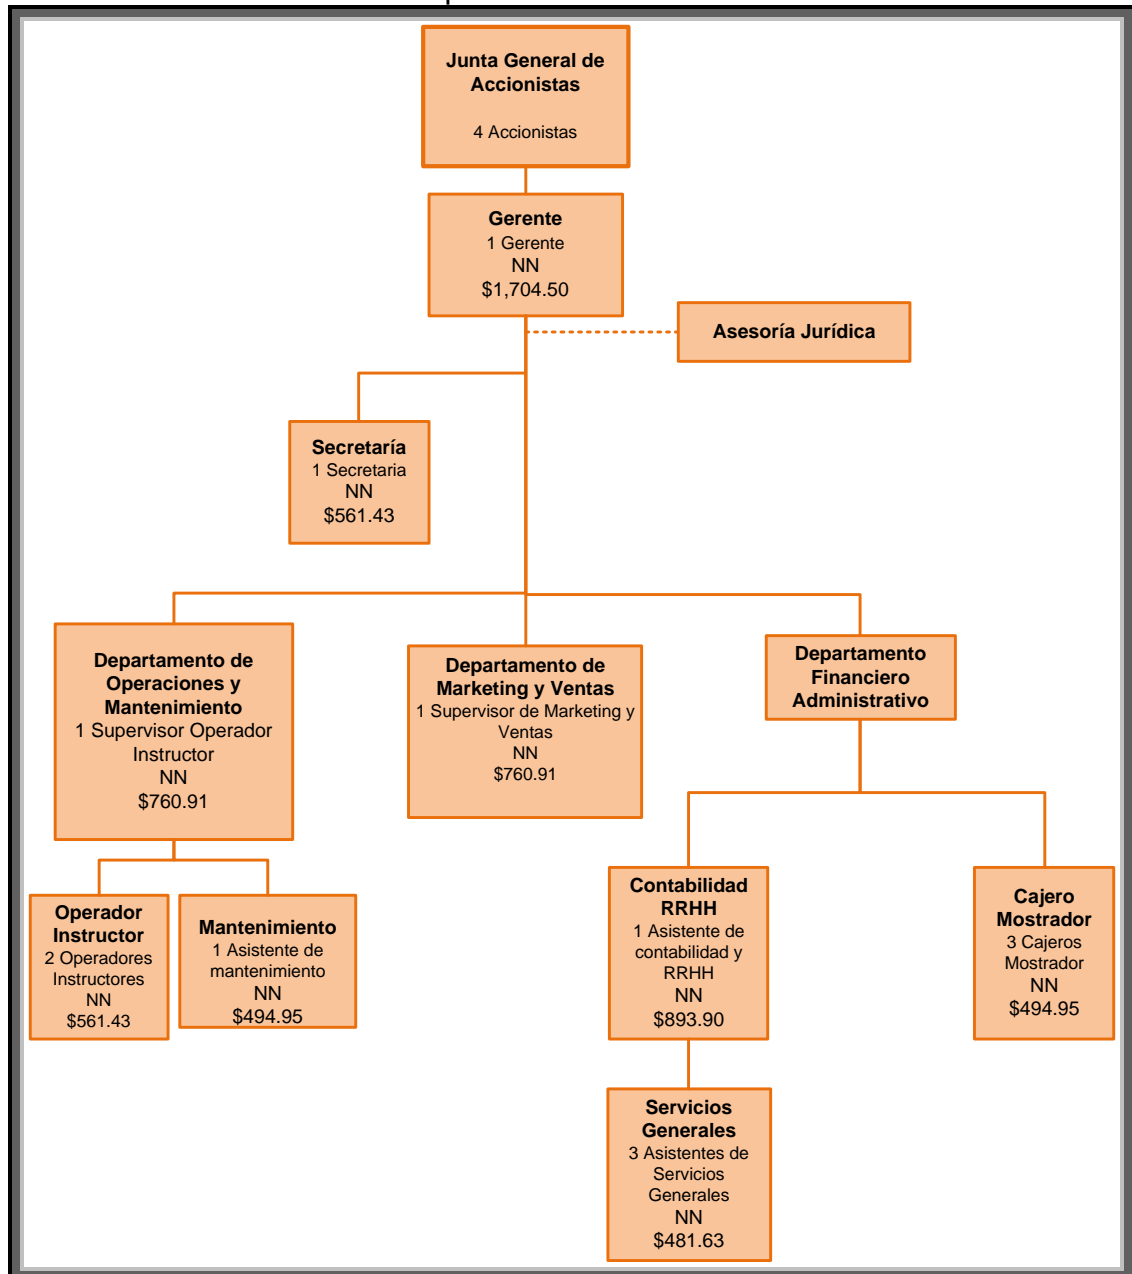 Junta General de
Accionistas
4 Accionistas
Gerente
1 Gerente
NN
$1,704.50
Asesoría Jurídica
Secretaría
1 Secretaria
NN
$561.43
Departamento de
Operaciones y
Mantenimiento
1 Supervisor Operador
Instructor
NN
$760.91
Departamento de
Marketing y Ventas
1 Supervisor de Marketing y
Ventas
NN
$760.91
Departamento
Financiero
Administrativo
Operador
Instructor
2 Operadores
Instructores
NN
$561.43
Mantenimiento
1 Asistente de
mantenimiento
NN
$494.95
Contabilidad
RRHH
1 Asistente de
contabilidad y
RRHH
NN
$893.90
Cajero
Mostrador
3 Cajeros
Mostrador
NN
$494.95
Servicios
Generales
3 Asistentes de
Servicios
Generales
NN
$481.63